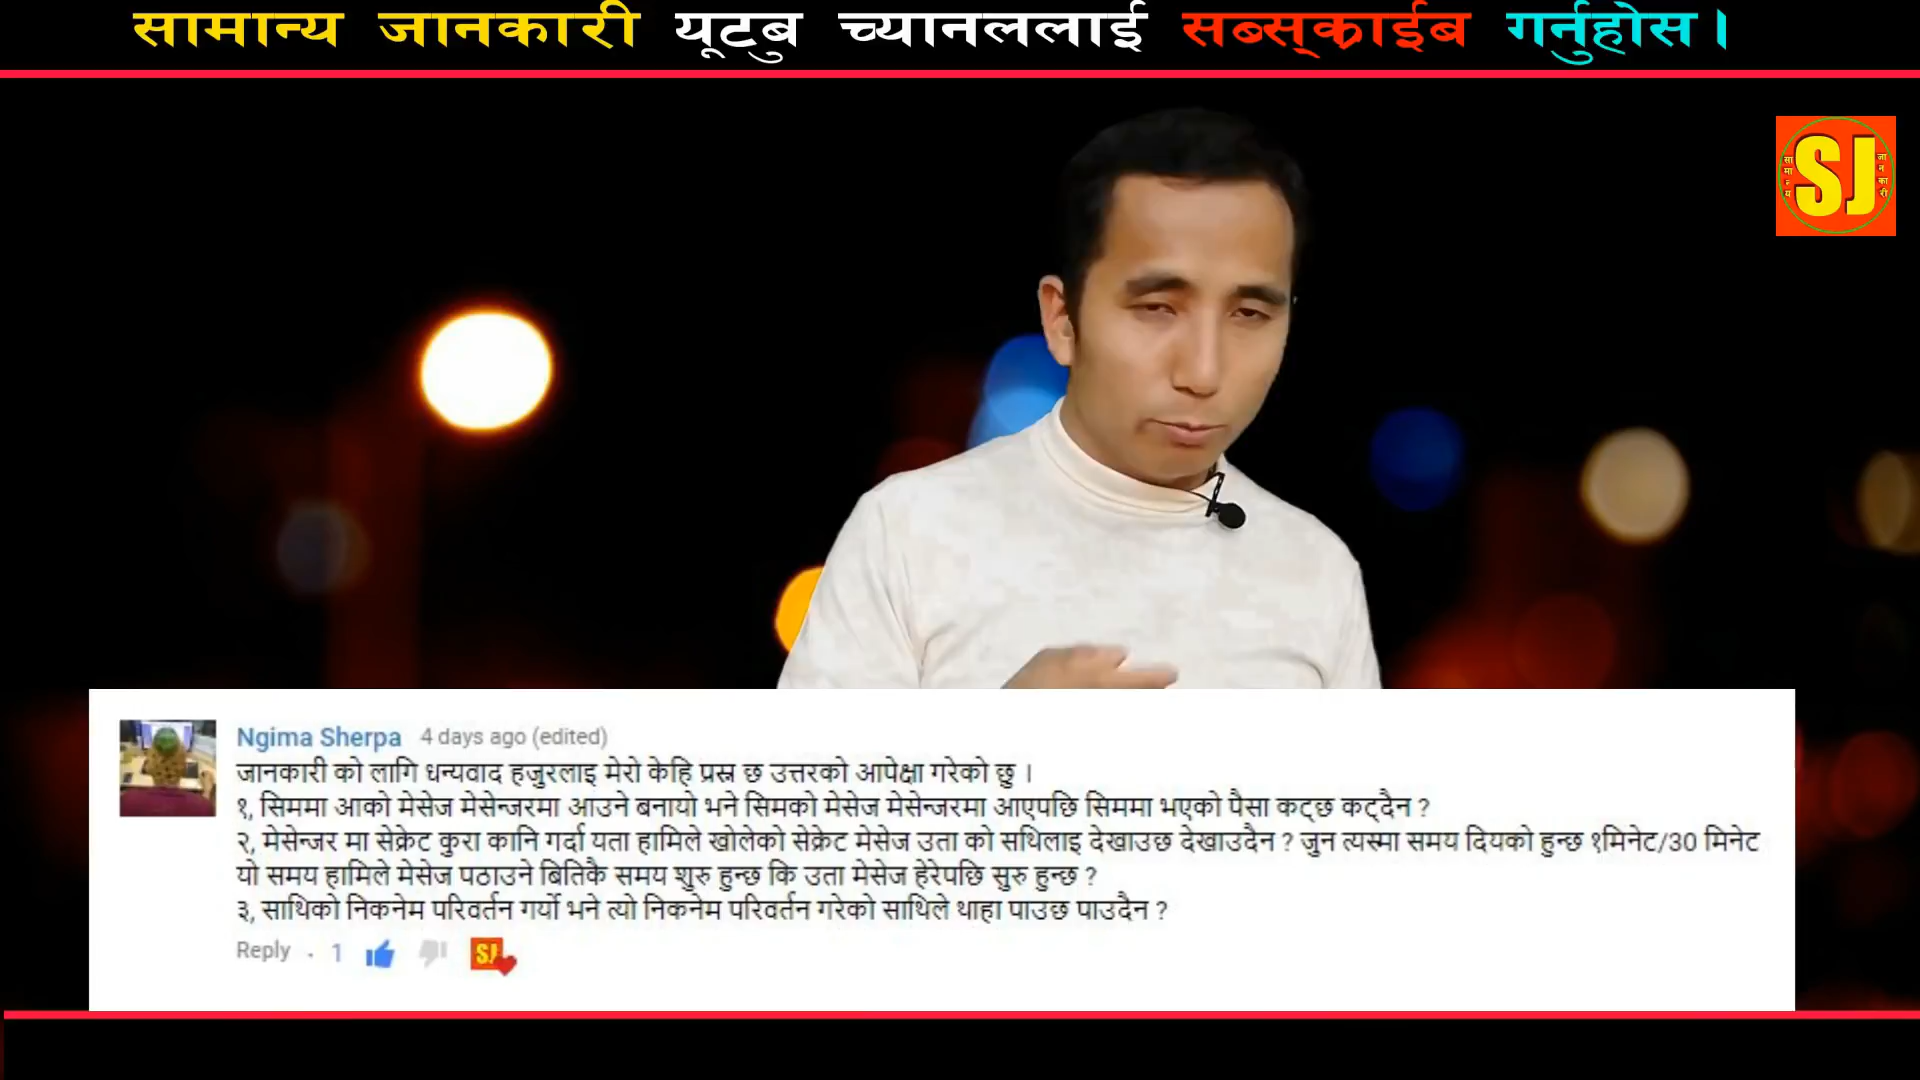 सामान्य जानकारी यूटबु च्यानललाई सब्स्क्राईब गर्नुहोस ।
SJ
सामान्य
जानकारी
Ngima Sherpa 4 days ago (edited)
जानकारी को लागि धन्यवाद हजुरलाइ मेरो केहि प्रस्न छ उत्तरको आपेक्षा गरेको छु ।
१, सिममा आको मेसेज मेसेन्जरमा आउने बनायो भने सिमको मेसेज मेसेन्जरमा आएपछि सिममा भएको पैसा कट्छ कट्दैन ?
२, मेसेन्जर मा सेक्रेट कुरा कानि गर्दा यता हामिले खोलेको सेक्रेट मेसेज उता को सथिलाइ देखाउछ देखाउदैन ? जुन त्यस्मा समय दियको हुन्छ १मिनेट/30 मिनेट
यो समय हामिले मेसेज पठाउने बितिकै समय शुरु हुन्छ कि उता मेसेज हेरेपछि सुरु हुन्छ ?
३, साथिको निकनेम परिवर्तन गर्यो भने त्यो निकनेम परिवर्तन गरेको साथिले थाहा पाउछ पाउदैन ?
Reply . 1
SJ